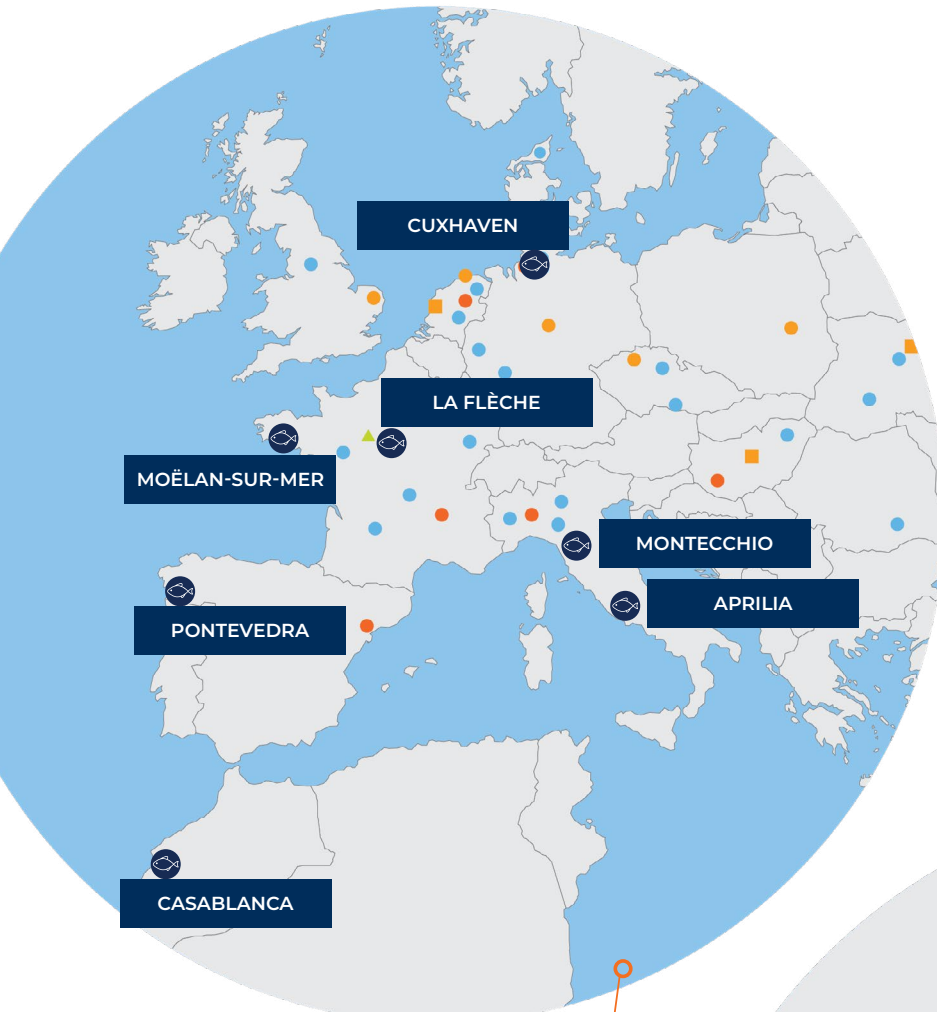 CUXHAVEN
LA FLÈCHE
MOËLAN-SUR-MER
MONTECCHIO
APRILIA
PONTEVEDRA
CASABLANCA